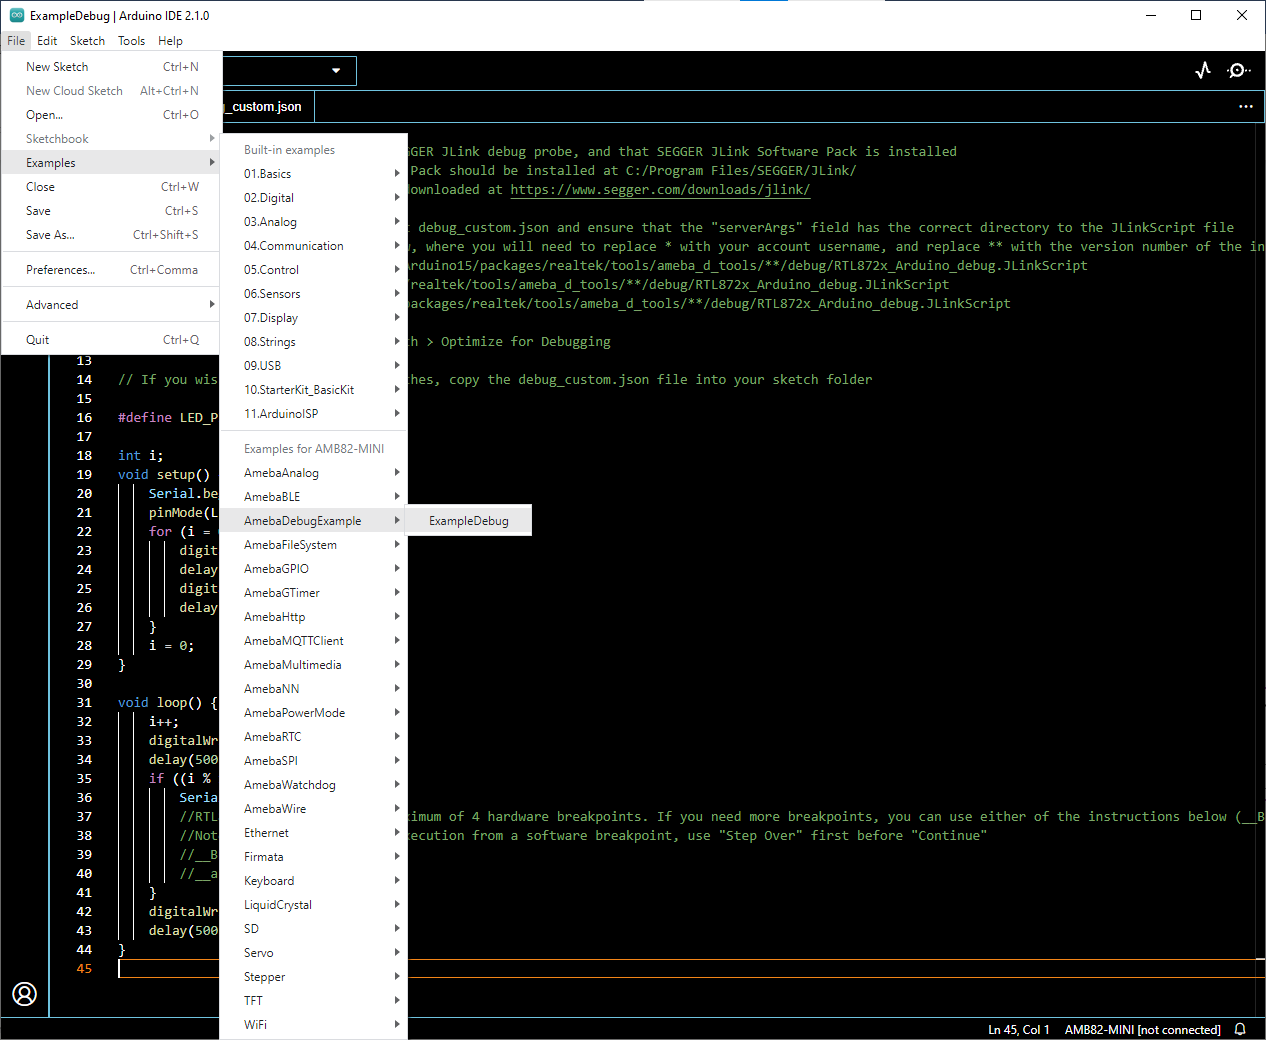 ExampleDebug | Arduino IDE 2.1.0
File Edit Sketch Tools Help
New Sketch Ctrl+N
New Cloud Sketch Alt+Ctrl+N
Open... Ctrl+O
Sketchbook
Examples
Close Ctrl+W
Save Ctrl+S
Save As... Ctrl+Shift+S
Preferences... Ctrl+Comma
Advanced
Quit Ctrl+Q
_custom.json
Built-in examples
01.Basics
02.Digital
03.Analog
04.Communication
05.Control
06.Sensors
07.Display
08.Strings
09.USB
10.StarterKit_BasicKit
11.ArduinoISP
Examples for AMB82-MINI
AmebaAnalog
AmebaBLE
AmebaDebugExample
AmebaFileSystem
AmebaGPIO
AmebaGTimer
AmebaHttp
AmebaMQTTClient
AmebaMultimedia
AmebaNN
AmebaPowerMode
AmebaRTC
AmebaSPI
AmebaWatchdog
AmebaWire
Ethernet
Firmata
Keyboard
LiquidCrystal
SD
Servo
Stepper
TFT
WiFi
ExampleDebug
GGER JLink debug probe, and that SEGGER JLink Software Pack is installed
Pack should be installed at C:/Program Files/SEGGER/JLink/
ownloaded at https://www.segger.com/downloads/jlink/
debug_custom.json and ensure that the "serverArgs" field has the correct directory to the JLinkScript file
, where you will need to replace * with your account username, and replace ** with the version number of the in
rduino15/packages/realtek/tools/ameba_d_tools/**/debug/RTL872x_Arduino_debug.JLinkScript
/realtek/tools/ameba_d_tools/**/debug/RTL872x_Arduino_debug.JLinkScript
ackages/realtek/tools/ameba_d_tools/**/debug/RTL872x_Arduino_debug.JLinkScript
h > Optimize for Debugging
13
14 // If you wis hes, copy the debug_custom.json file into your sketch folder
15
16 #define LED_P
17
18 int i;
19 void setup()
20 Serial.be
21 pinMode(L
22 for (i =
23 digit
24 delay
25 digit
26 delay
27 }
28 i = 0;
29 }
30
31 void loop() {
32 i++;
33 digitalWr
34 delay(500
35 if ((i %
36 Seria
37 //RTL ximum of 4 hardware breakpoints. If you need more breakpoints, you can use either of the instructions below (__B
38 //Not ecution from a software breakpoint, use "Step Over" first before "Continue"
39 //__B
40 //__a
41 }
42 digitalWr
43 delay(500
44 }
45
Ln 45, Col 1 AMB82-MINI [not connected]